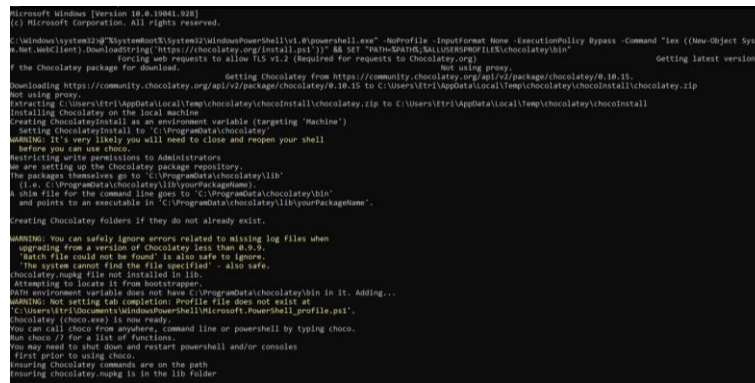 Microsoft Windows [Version 10.0.19041.928]
(c) Microsoft Corporation. All rights reserved.
C:\Windows\system32>@"%SystemRoot%\System32\WindowsPowerShell\v1.0\powershell.exe" -NoProfile -InputFormat None -ExecutionPolicy Bypass -Command "iex ((New-Object Syste
m.Net.WebClient).DownloadString('https://chocolatey.org/install.ps1'))" && SET "PATH=%PATH%;%ALLUSERSPROFILE%\chocolatey\bin"
Forcing web requests to allow TLS v1.2 (Required for requests to Chocolatey.org) Getting latest version
f the Chocolatey package for download. Not using proxy.
Getting Chocolatey from https://community.chocolatey.org/api/v2/package/chocolatey/0.10.15.
Downloading https://community.chocolatey.org/api/v2/package/chocolatey/0.10.15 to C:\Users\Etri\AppData\Local\Temp\chocolatey\chocoInstall\chocolatey.zip
Not using proxy.
Extracting C:\Users\Etri\AppData\Local\Temp\chocolatey\chocoInstall\chocolatey.zip to C:\Users\Etri\AppData\Local\Temp\chocolatey\chocoInstall
Installing Chocolatey on the local machine
Creating ChocolateyInstall as an environment variable (targeting 'Machine')
Setting ChocolateyInstall to 'C:\ProgramData\chocolatey'
WARNING: It's very likely you will need to close and reopen your shell
before you can use choco.
Restricting write permissions to Administrators
We are setting up the Chocolatey package repository.
The packages themselves go to 'C:\ProgramData\chocolatey\lib'
(i.e. C:\ProgramData\chocolatey\lib\yourPackageName).
A shim file for the command line goes to 'C:\ProgramData\chocolatey\bin'
and points to an executable in 'C:\ProgramData\chocolatey\lib\yourPackageName'.
Creating Chocolatey folders if they do not already exist.
WARNING: You can safely ignore errors related to missing log files when
upgrading from a version of Chocolatey less than 0.9.9.
'Batch file could not be found' is also safe to ignore.
'The system cannot find the file specified' - also safe.
chocolatey.nupkg file not installed in lib.
Attempting to locate it from bootstrapper.
PATH environment variable does not have C:\ProgramData\chocolatey\bin in it. Adding...
WARNING: Not setting tab completion: Profile file does not exist at
'C:\Users\Etri\Documents\WindowsPowerShell\Microsoft.PowerShell_profile.ps1'.
Chocolatey (choco.exe) is now ready.
You can call choco from anywhere, command line or powershell by typing choco.
Run choco /? for a list of functions.
You may need to shut down and restart powershell and/or consoles
first prior to using choco.
Ensuring Chocolatey commands are on the path
Ensuring chocolatey.nupkg is in the lib folder